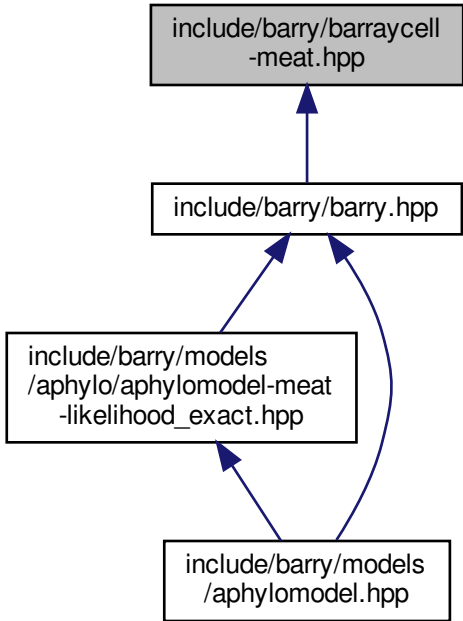 include/barry/barraycell
-meat.hpp
include/barry/barry.hpp
include/barry/models
/aphylo/aphylomodel-meat
-likelihood_exact.hpp
include/barry/models
/aphylomodel.hpp